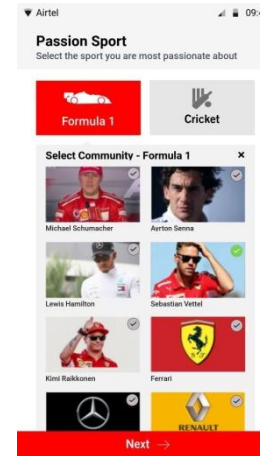 Airtel
09:4
Passion Sport
Select the sport you are most passionate about
Formula 1
Cricket
Select Community - Formula 1
×
Michael Schumacher
Ayrton Senna
Lewis Hamilton
Sebastian Vettel
Kimi Raikkonen
Ferrari
RENAULT
Next →